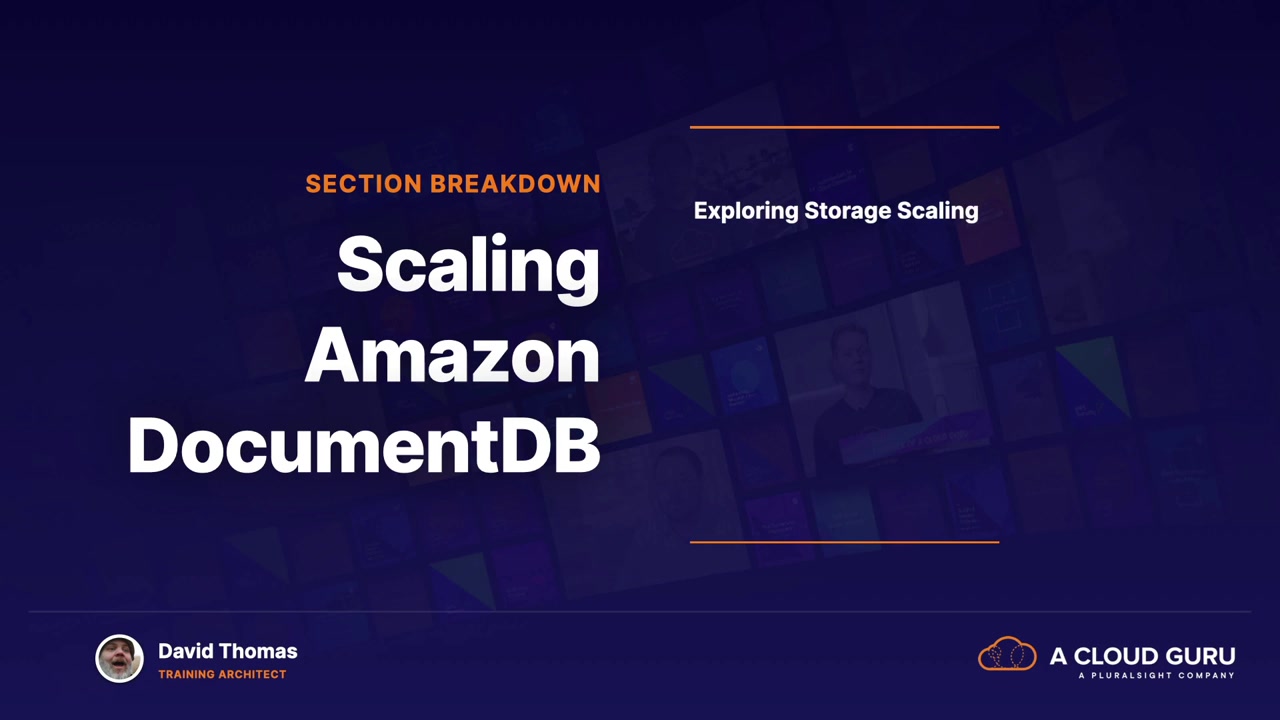 SECTION BREAKDOWN
Scaling
Amazon
DocumentDB
Exploring Storage Scaling
David Thomas
TRAINING ARCHITECT
A CLOUD GURU
A PLURALSIGHT COMPANY